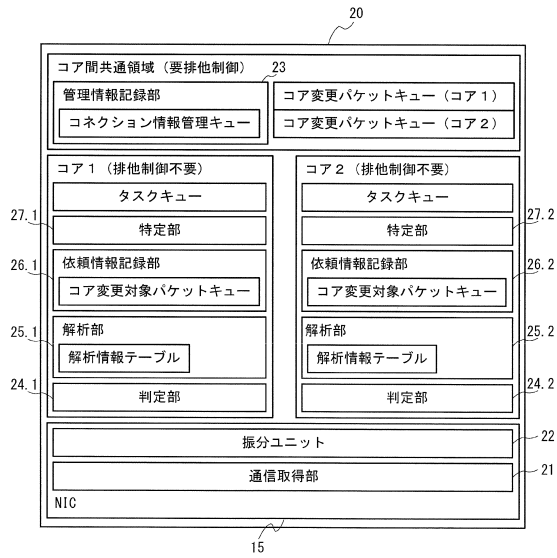 20
コア間共通領域（要排他制御）
23
管理情報記録部
コネクション情報管理キュー
コア変更パケットキュー（コア１）
コア変更パケットキュー（コア２）
コア１（排他制御不要）
タスクキュー
27.1
特定部
26.1
依頼情報記録部
コア変更対象パケットキュー
25.1
解析部
解析情報テーブル
24.1
判定部
コア２（排他制御不要）
タスクキュー
27.2
特定部
26.2
依頼情報記録部
コア変更対象パケットキュー
25.2
解析部
解析情報テーブル
24.2
判定部
振分ユニット
22
通信取得部
21
NIC
15